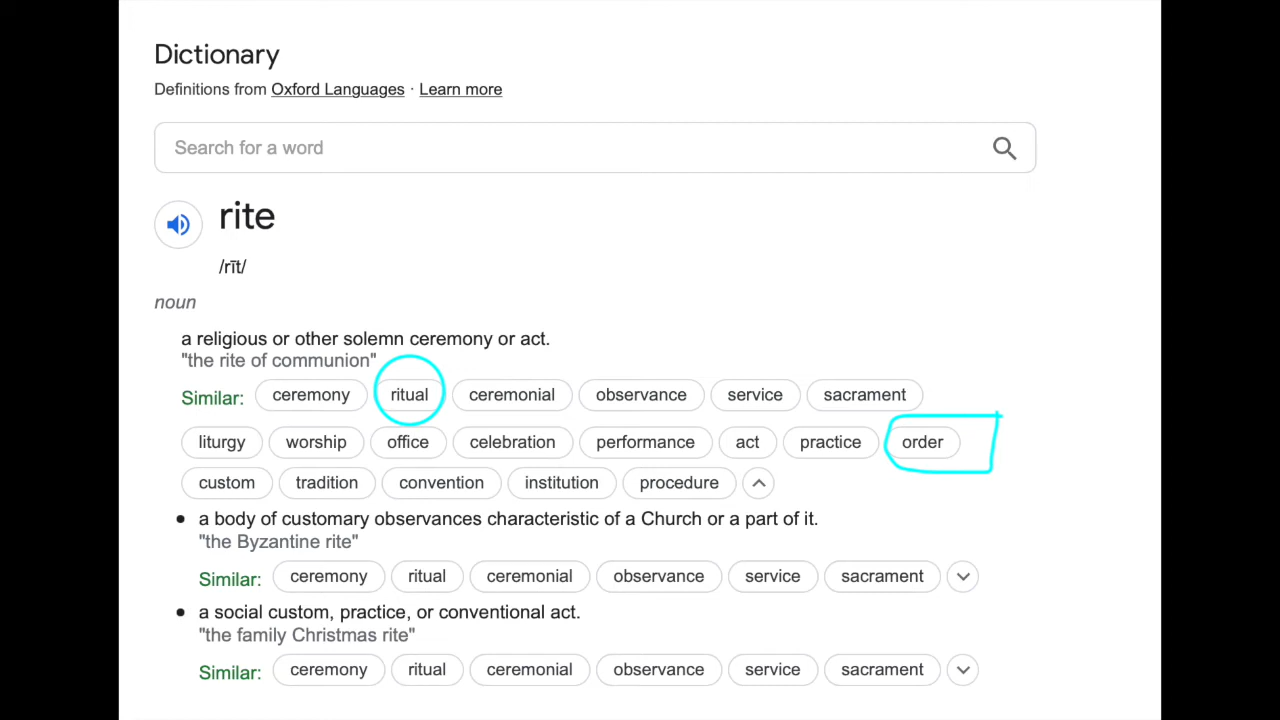 Dictionary
Definitions from Oxford Languages · Learn more
Search for a word
rite
/rīt/
noun
a religious or other solemn ceremony or act.
"the rite of communion"
Similar: ceremony ritual ceremonial observance service sacrament
liturgy worship office celebration performance act practice order
custom tradition convention institution procedure
• a body of customary observances characteristic of a Church or a part of it.
"the Byzantine rite"
Similar: ceremony ritual ceremonial observance service sacrament
• a social custom, practice, or conventional act.
"the family Christmas rite"
Similar: ceremony ritual ceremonial observance service sacrament